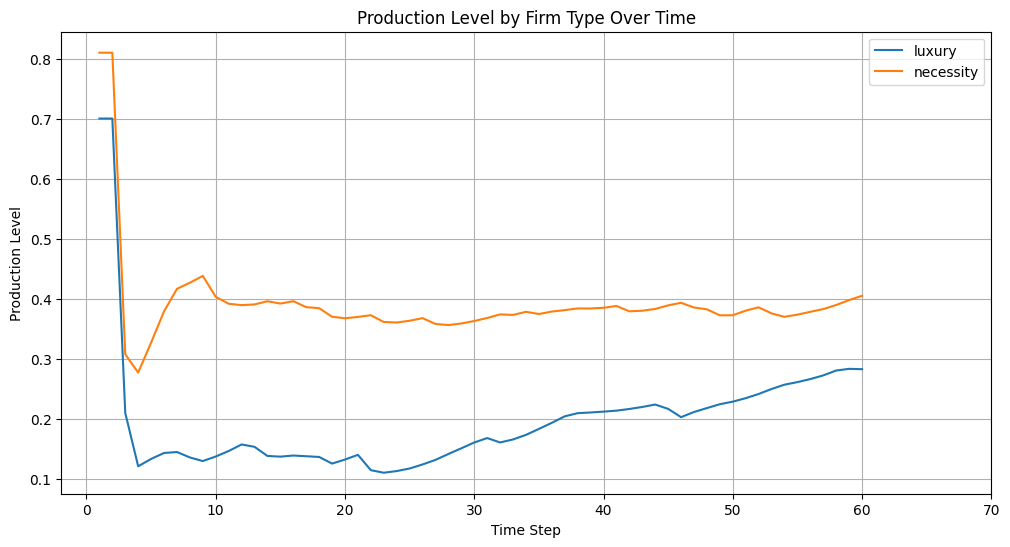 Production Level by Firm Type Over Time
luxury
necessity
Production Level
0.8
0.7
0.6
0.5
0.4
0.3
0.2
0.1
0 10 20 30 40 50 60 70
Time Step